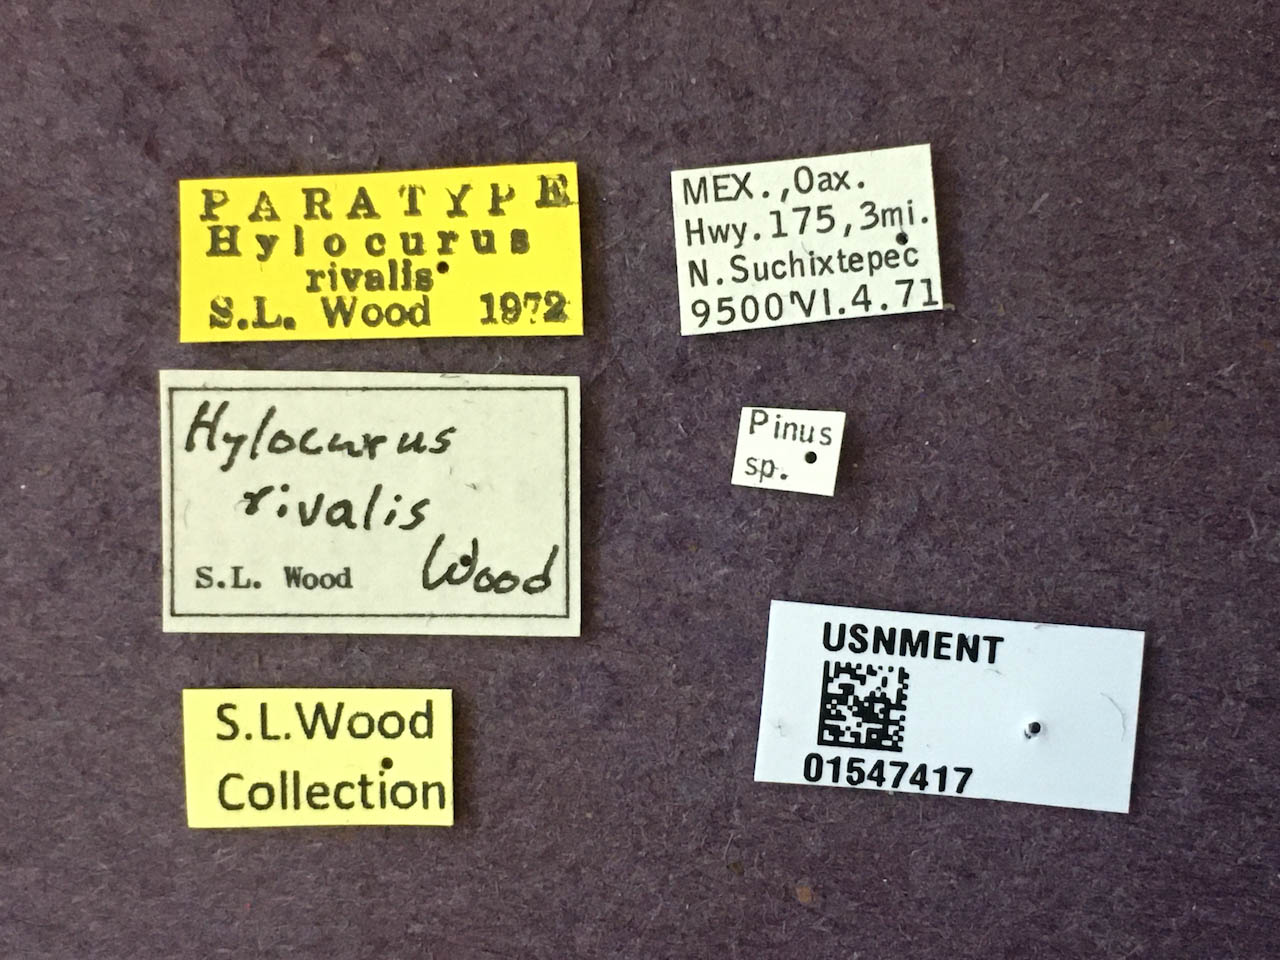 PARATYPE
Hylocurus
rivalis
S.L. Wood 1972
MEX.,Oax.
Hwy.175,3mi.
N.Suchixtepec
9500'VI.4.71
Hylocurus
rivalis
Wood
S.L. Wood
Pinus
sp.
S.L.Wood
Collection
USNMENT
01547417